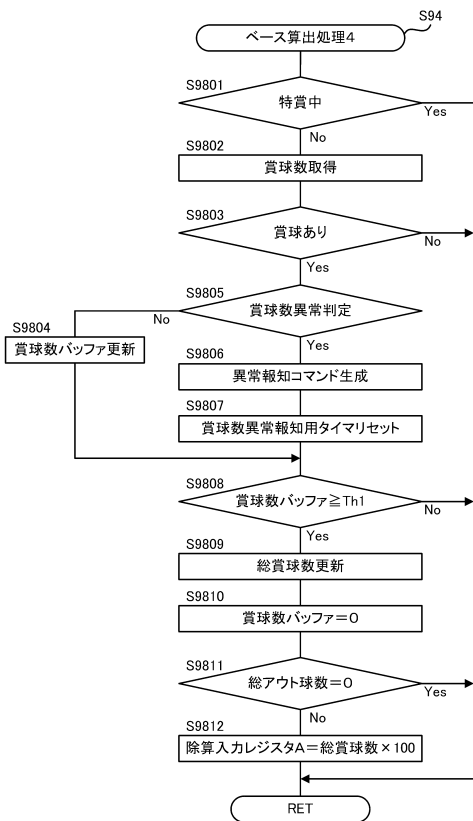 S94
ベース算出処理4
S9801
特賞中
Yes
No
S9802
賞球数取得
S9803
賞球あり
No
Yes
S9805
賞球数異常判定
No
S9804
賞球数バッファ更新
Yes
S9806
異常報知コマンド生成
S9807
賞球数異常報知用タイマリセット
S9808
賞球数バッファ≧Th1
No
Yes
S9809
総賞球数更新
S9810
賞球数バッファ=0
S9811
総アウト球数=0
Yes
No
S9812
除算入力レジスタA=総賞球数×100
RET